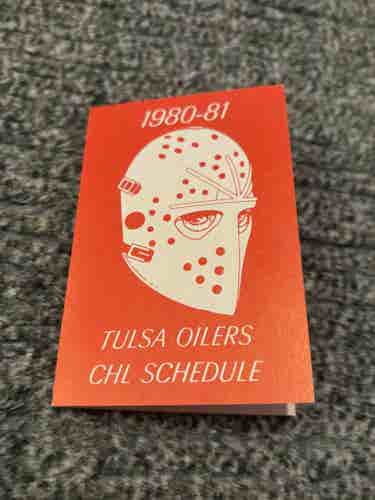 1980-81
TULSA OILERS
CHL SCHEDULE